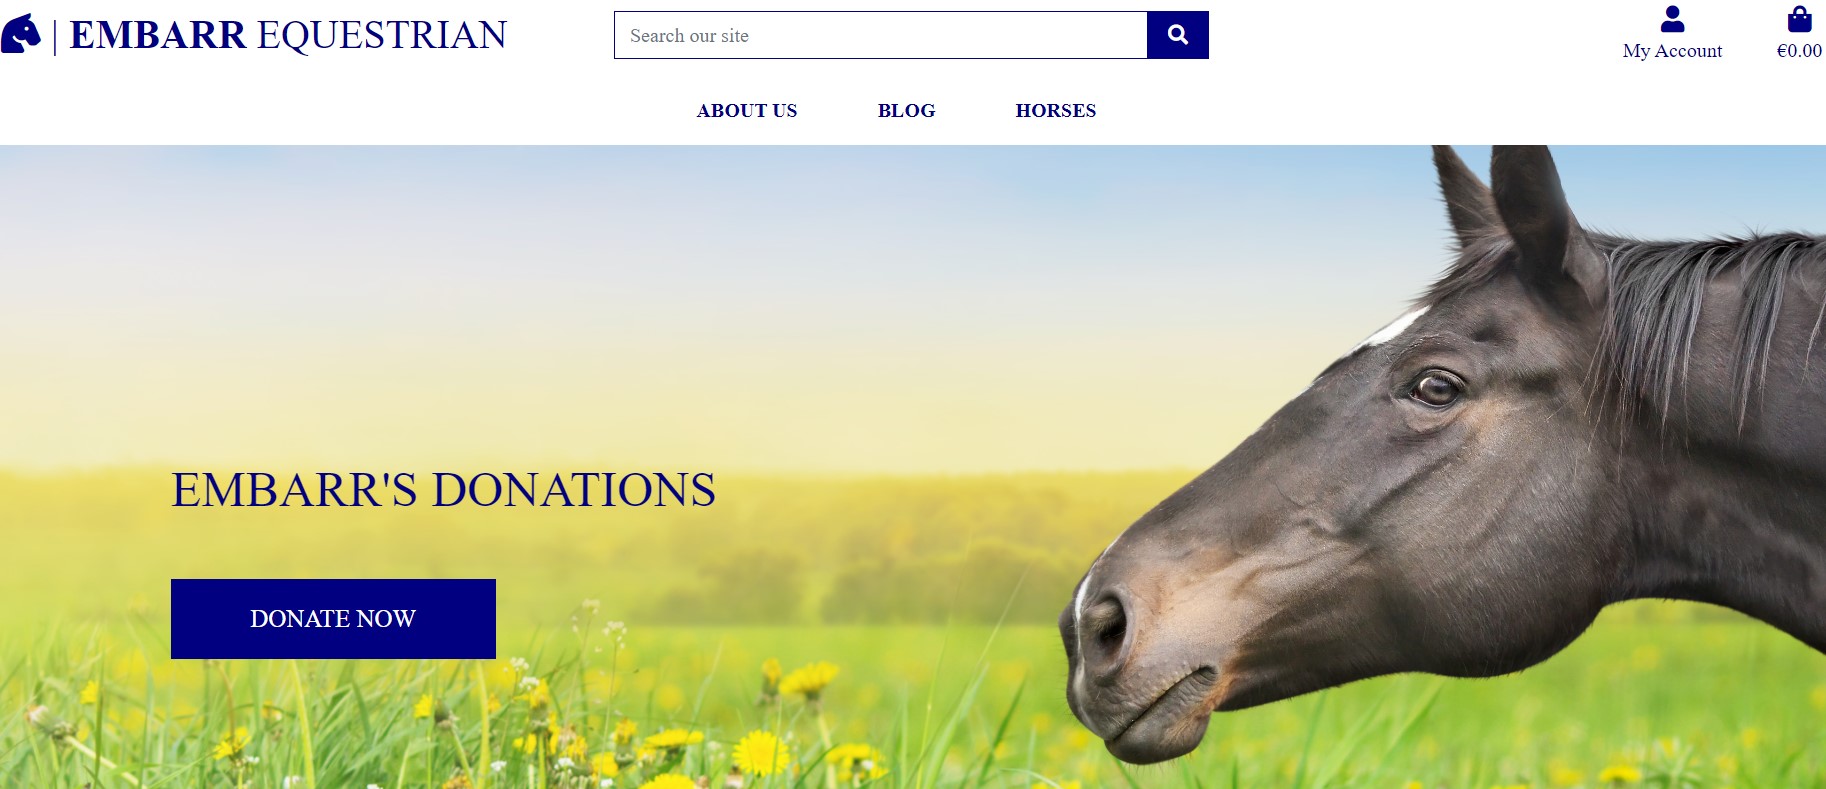 | EMBARR EQUESTRIAN
Search our site
My Account
€0.00
ABOUT US
BLOG
HORSES
EMBARR'S DONATIONS
DONATE NOW